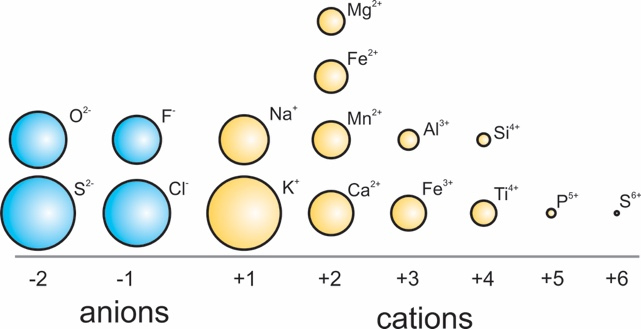 Mg²⁺
Fe²⁺
O²⁻ F⁻ Na⁺ Mn²⁺ Al³⁺ Si⁴⁺
S²⁻ Cl⁻ K⁺ Ca²⁺ Fe³⁺ Ti⁴⁺ P⁵⁺ S⁶⁺
-2 -1 +1 +2 +3 +4 +5 +6
anions cations